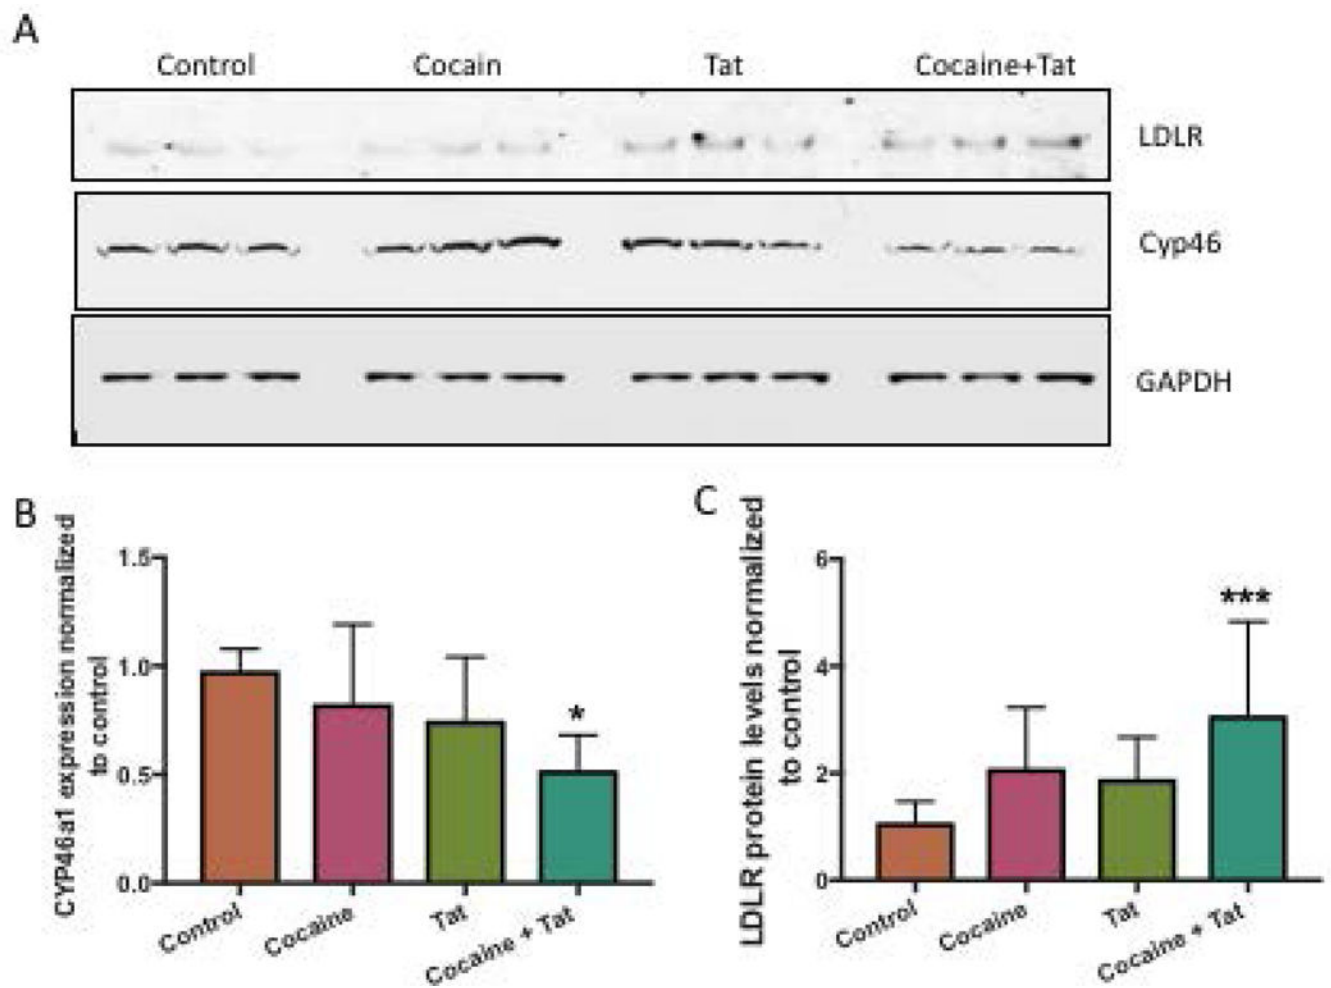 A
Control Cocain Tat Cocaine+Tat
LDLR
Cyp46
GAPDH
B
CYP46a1 expression normalized
to control
1.5
1.0
0.5
0.0
*
Control
Cocaine
Tat
Cocaine + Tat
C
LDLR protein levels normalized
to control
6
4
2
0
***
Control
Cocaine
Tat
Cocaine + Tat